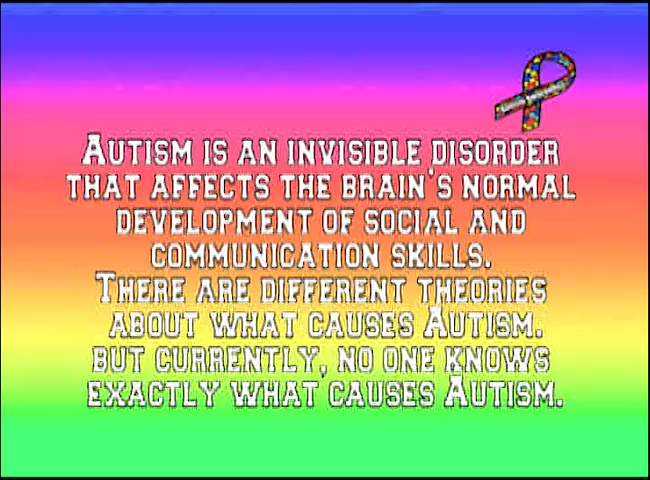 Autism is an invisible disorder
that affects the brain's normal
development of social and
communication skills.
There are different theories
about what causes Autism.
but currently, no one knows
exactly what causes Autism.